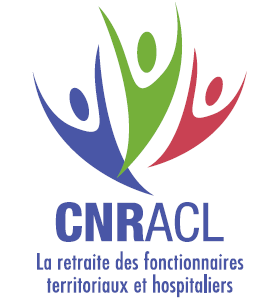 CNRACL
La retraite des fonctionnaires
territoriaux et hospitaliers